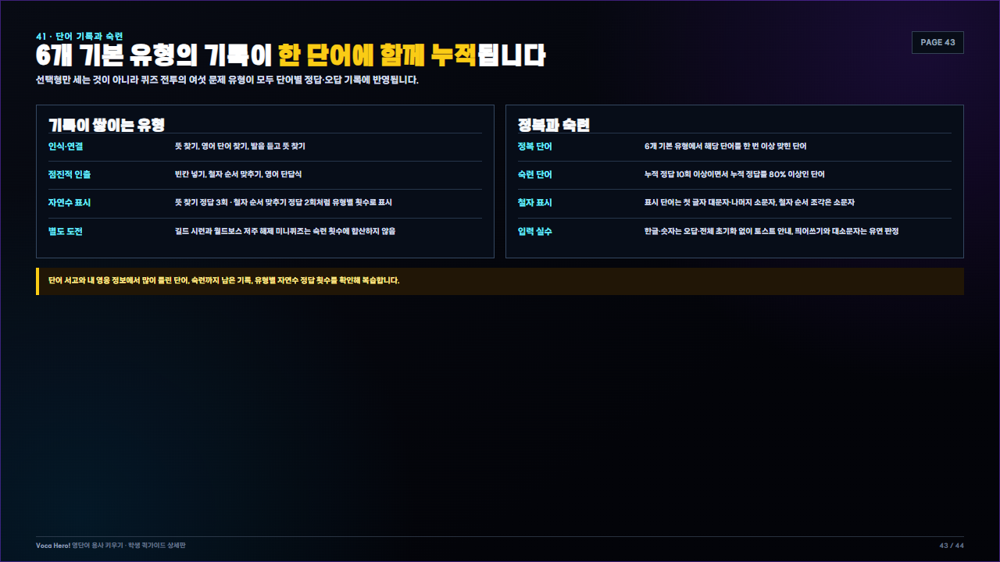 41 · 단어 기록과 숙련
PAGE 43
6개 기본 유형의 기록이 한 단어에 함께 누적됩니다
선택형만 세는 것이 아니라 퀴즈 전투의 여섯 문제 유형이 모두 단어별 정답·오답 기록에 반영됩니다.
기록이 쌓이는 유형
인식·연결 뜻 찾기, 영어 단어 찾기, 발음 듣고 뜻 찾기
점진적 인출 빈칸 넣기, 철자 순서 맞추기, 영어 단답식
자연수 표시 뜻 찾기 정답 3회 · 철자 순서 맞추기 정답 2회처럼 유형별 횟수로 표시
별도 도전 길드 시련과 월드보스 저주 해제 미니퀴즈는 숙련 횟수에 합산하지 않음
정복과 숙련
정복 단어 6개 기본 유형에서 해당 단어를 한 번 이상 맞힌 단어
숙련 단어 누적 정답 10회 이상이면서 누적 정답률 80% 이상인 단어
철자 표시 표시 단어는 첫 글자 대문자·나머지 소문자, 철자 순서 조각은 소문자
입력 실수 한글·숫자는 오답·전체 초기화 없이 토스트 안내, 띄어쓰기와 대소문자는 유연 판정
단어 서고와 내 영웅 정보에서 많이 틀린 단어, 숙련까지 남은 기록, 유형별 자연수 정답 횟수를 확인해 복습합니다.
Voca Hero! 영단어 용사 키우기 · 학생 퀵가이드 상세판
43 / 44